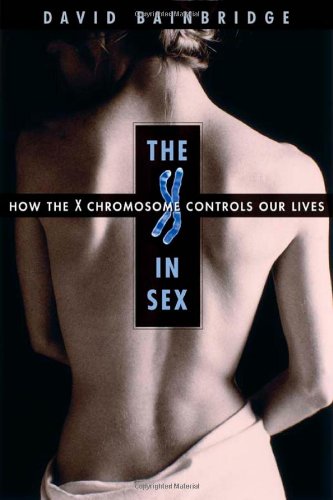 DAVID BAINBRIDGE
THE
X
HOW THE X CHROMOSOME CONTROLS OUR LIVES
IN
SEX